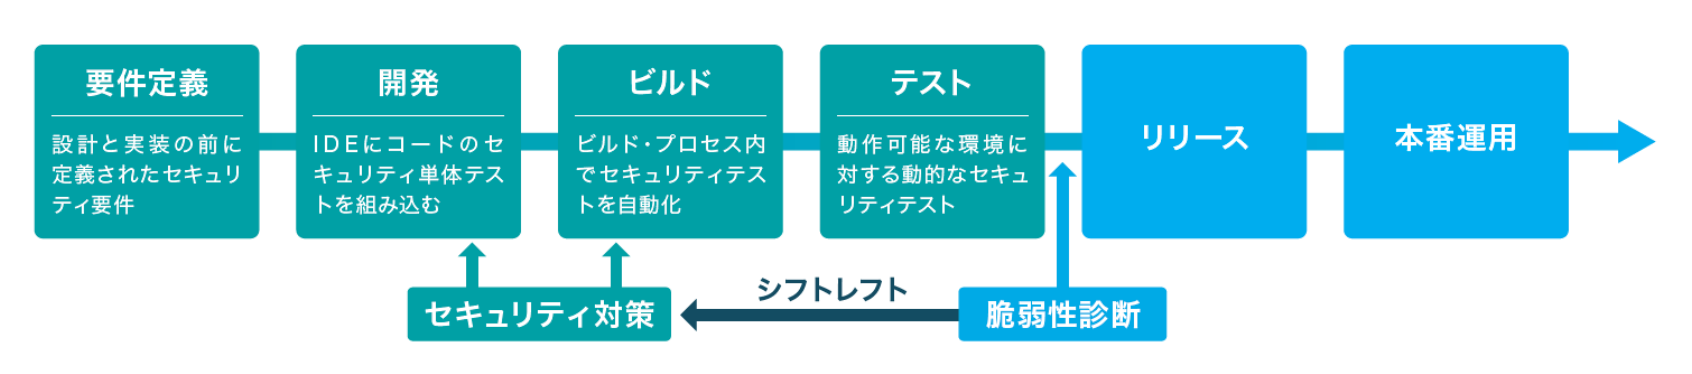 要件定義
設計と実装の前に
定義されたセキュリ
ティ要件
開発
IDEにコードのセ
キュリティ単体テス
トを組み込む
ビルド
ビルド・プロセス内
でセキュリティテス
トを自動化
テスト
動作可能な環境に
対する動的なセキュ
リティテスト
リリース
本番運用
セキュリティ対策
シフトレフト
脆弱性診断